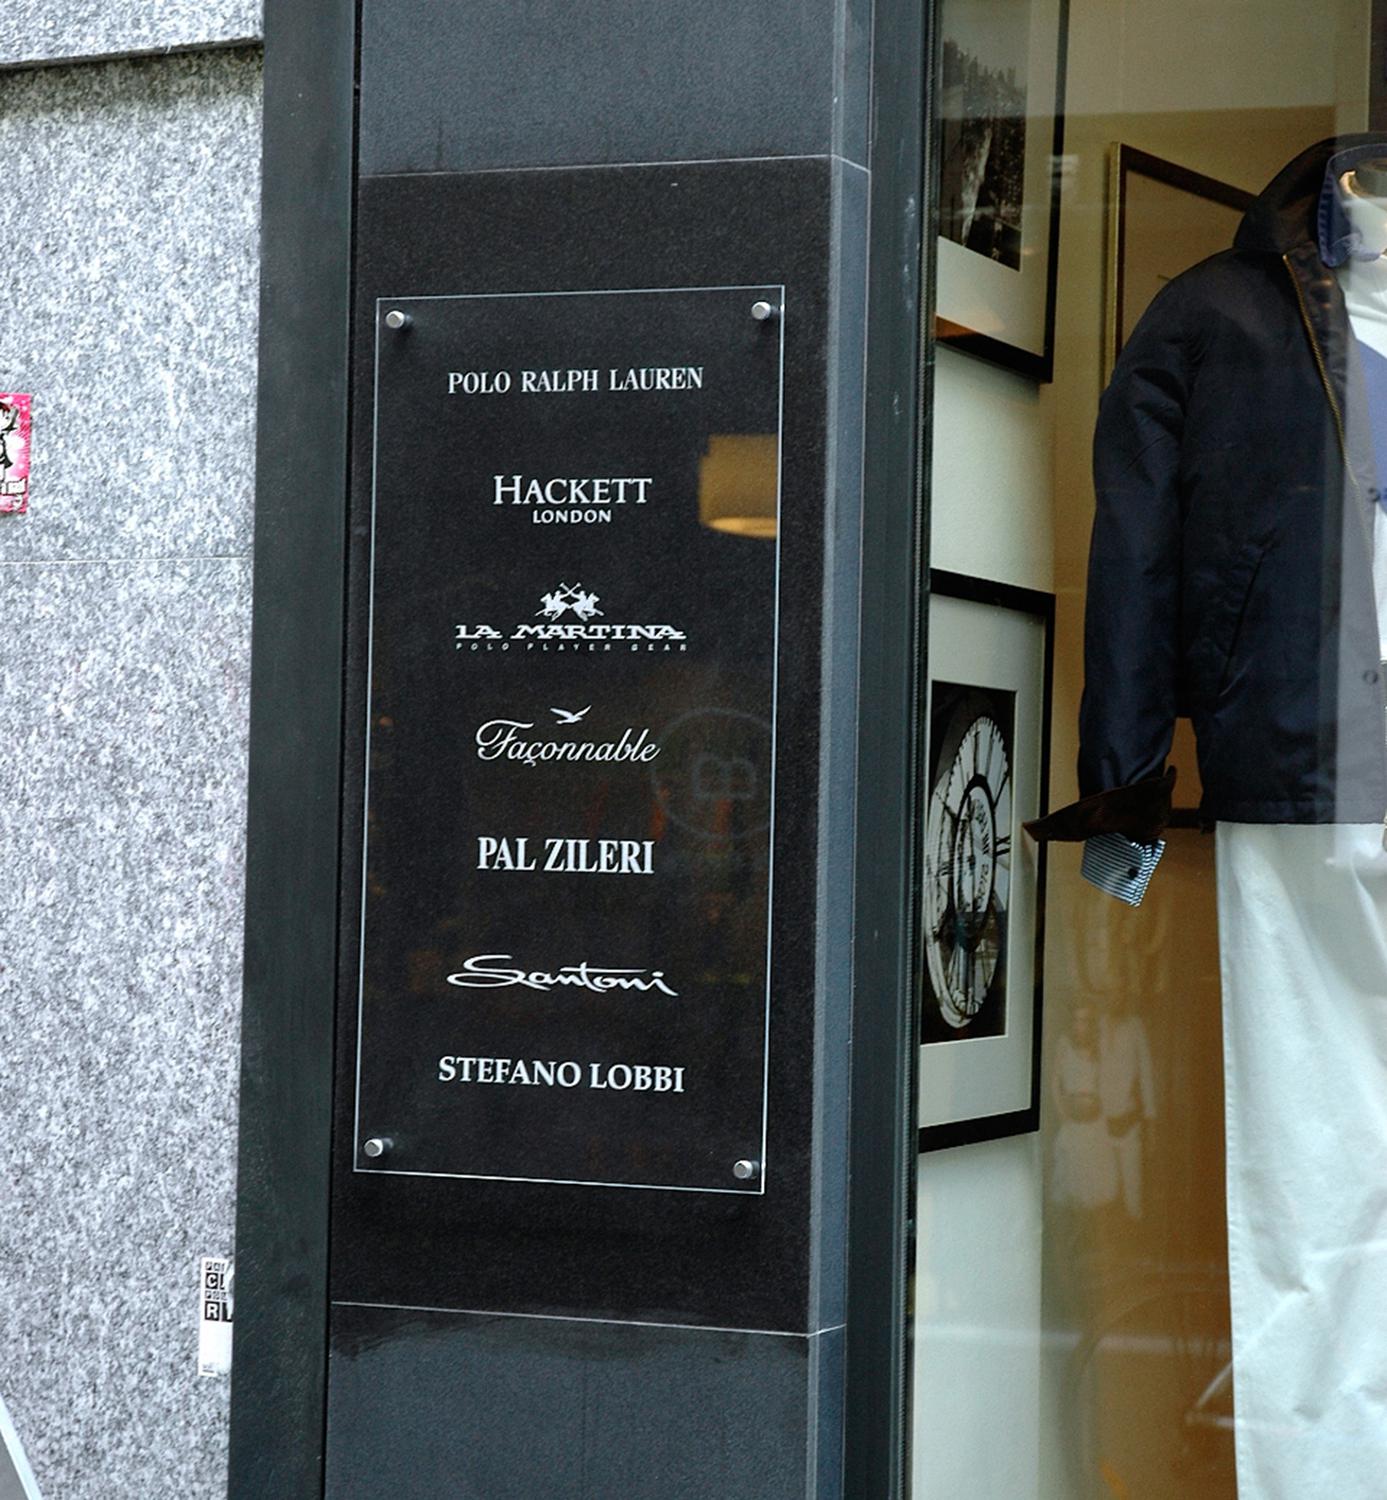 POLO RALPH LAUREN
HACKETT
LONDON
LA MARTINA
POLO PLAYER GEAR
Façonnable
PAL ZILERI
Santoni
STEFANO LOBBI